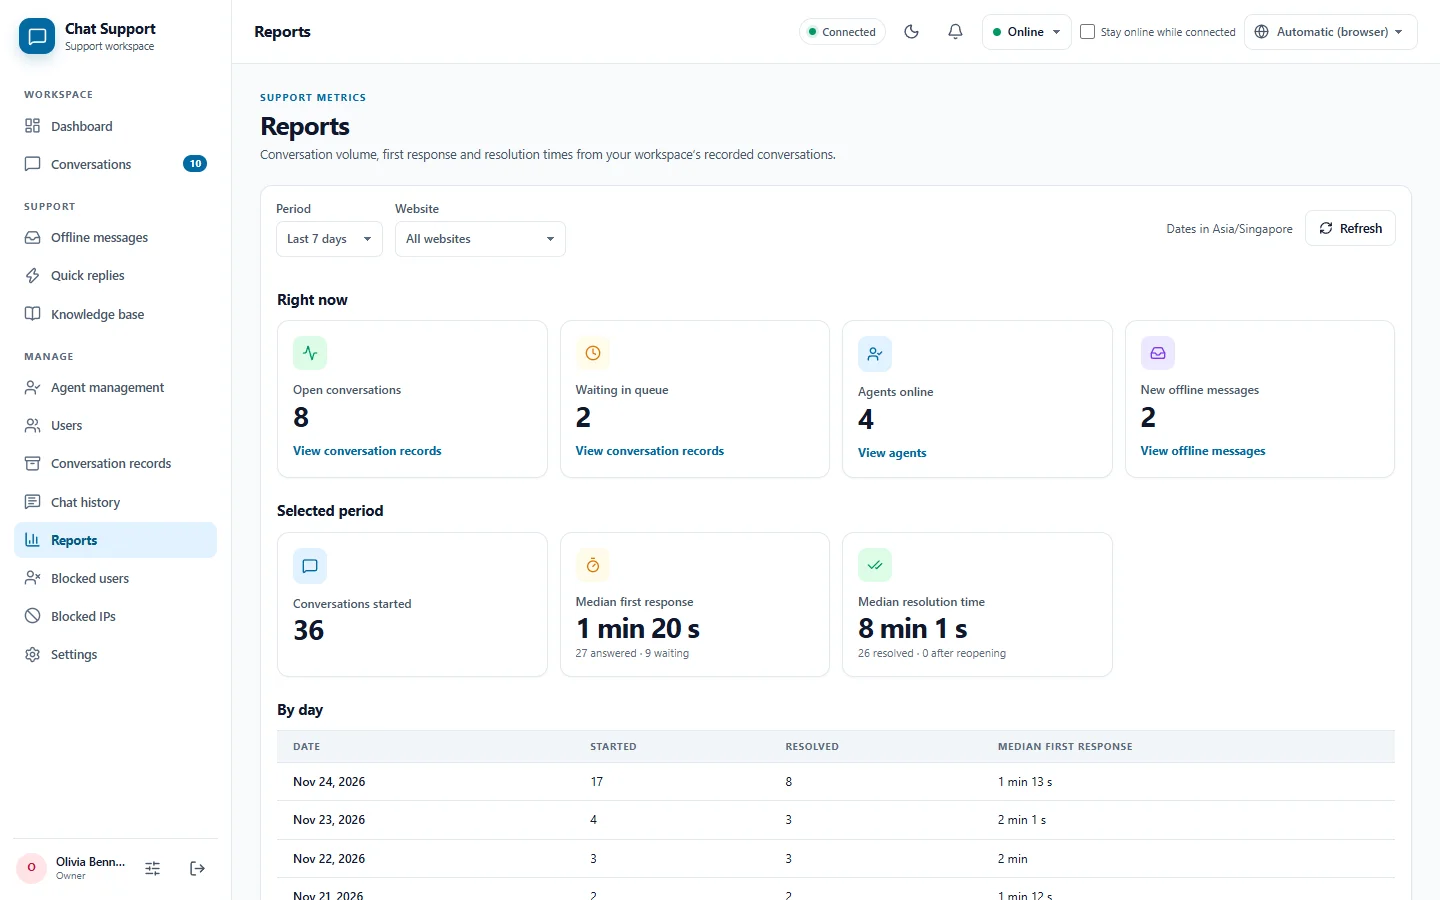 Chat Support
Support workspace
WORKSPACE
Dashboard
Conversations 10
SUPPORT
Offline messages
Quick replies
Knowledge base
MANAGE
Agent management
Users
Conversation records
Chat history
Reports
Blocked users
Blocked IPs
Settings
O
Olivia Benn...
Owner
Reports
Connected
Online
Stay online while connected
Automatic (browser)
SUPPORT METRICS
Reports
Conversation volume, first response and resolution times from your workspace's recorded conversations.
Period
Website
Last 7 days
All websites
Dates in Asia/Singapore
Refresh
Right now
Open conversations
8
View conversation records
Waiting in queue
2
View conversation records
Agents online
4
View agents
New offline messages
2
View offline messages
Selected period
Conversations started
36
Median first response
1 min 20 s
27 answered · 9 waiting
Median resolution time
8 min 1 s
26 resolved · 0 after reopening
By day
DATE STARTED RESOLVED MEDIAN FIRST RESPONSE
Nov 24, 2026 17 8 1 min 13 s
Nov 23, 2026 4 3 2 min 1 s
Nov 22, 2026 3 3 2 min
Nov 21, 2026 2 2 1 min 12 s